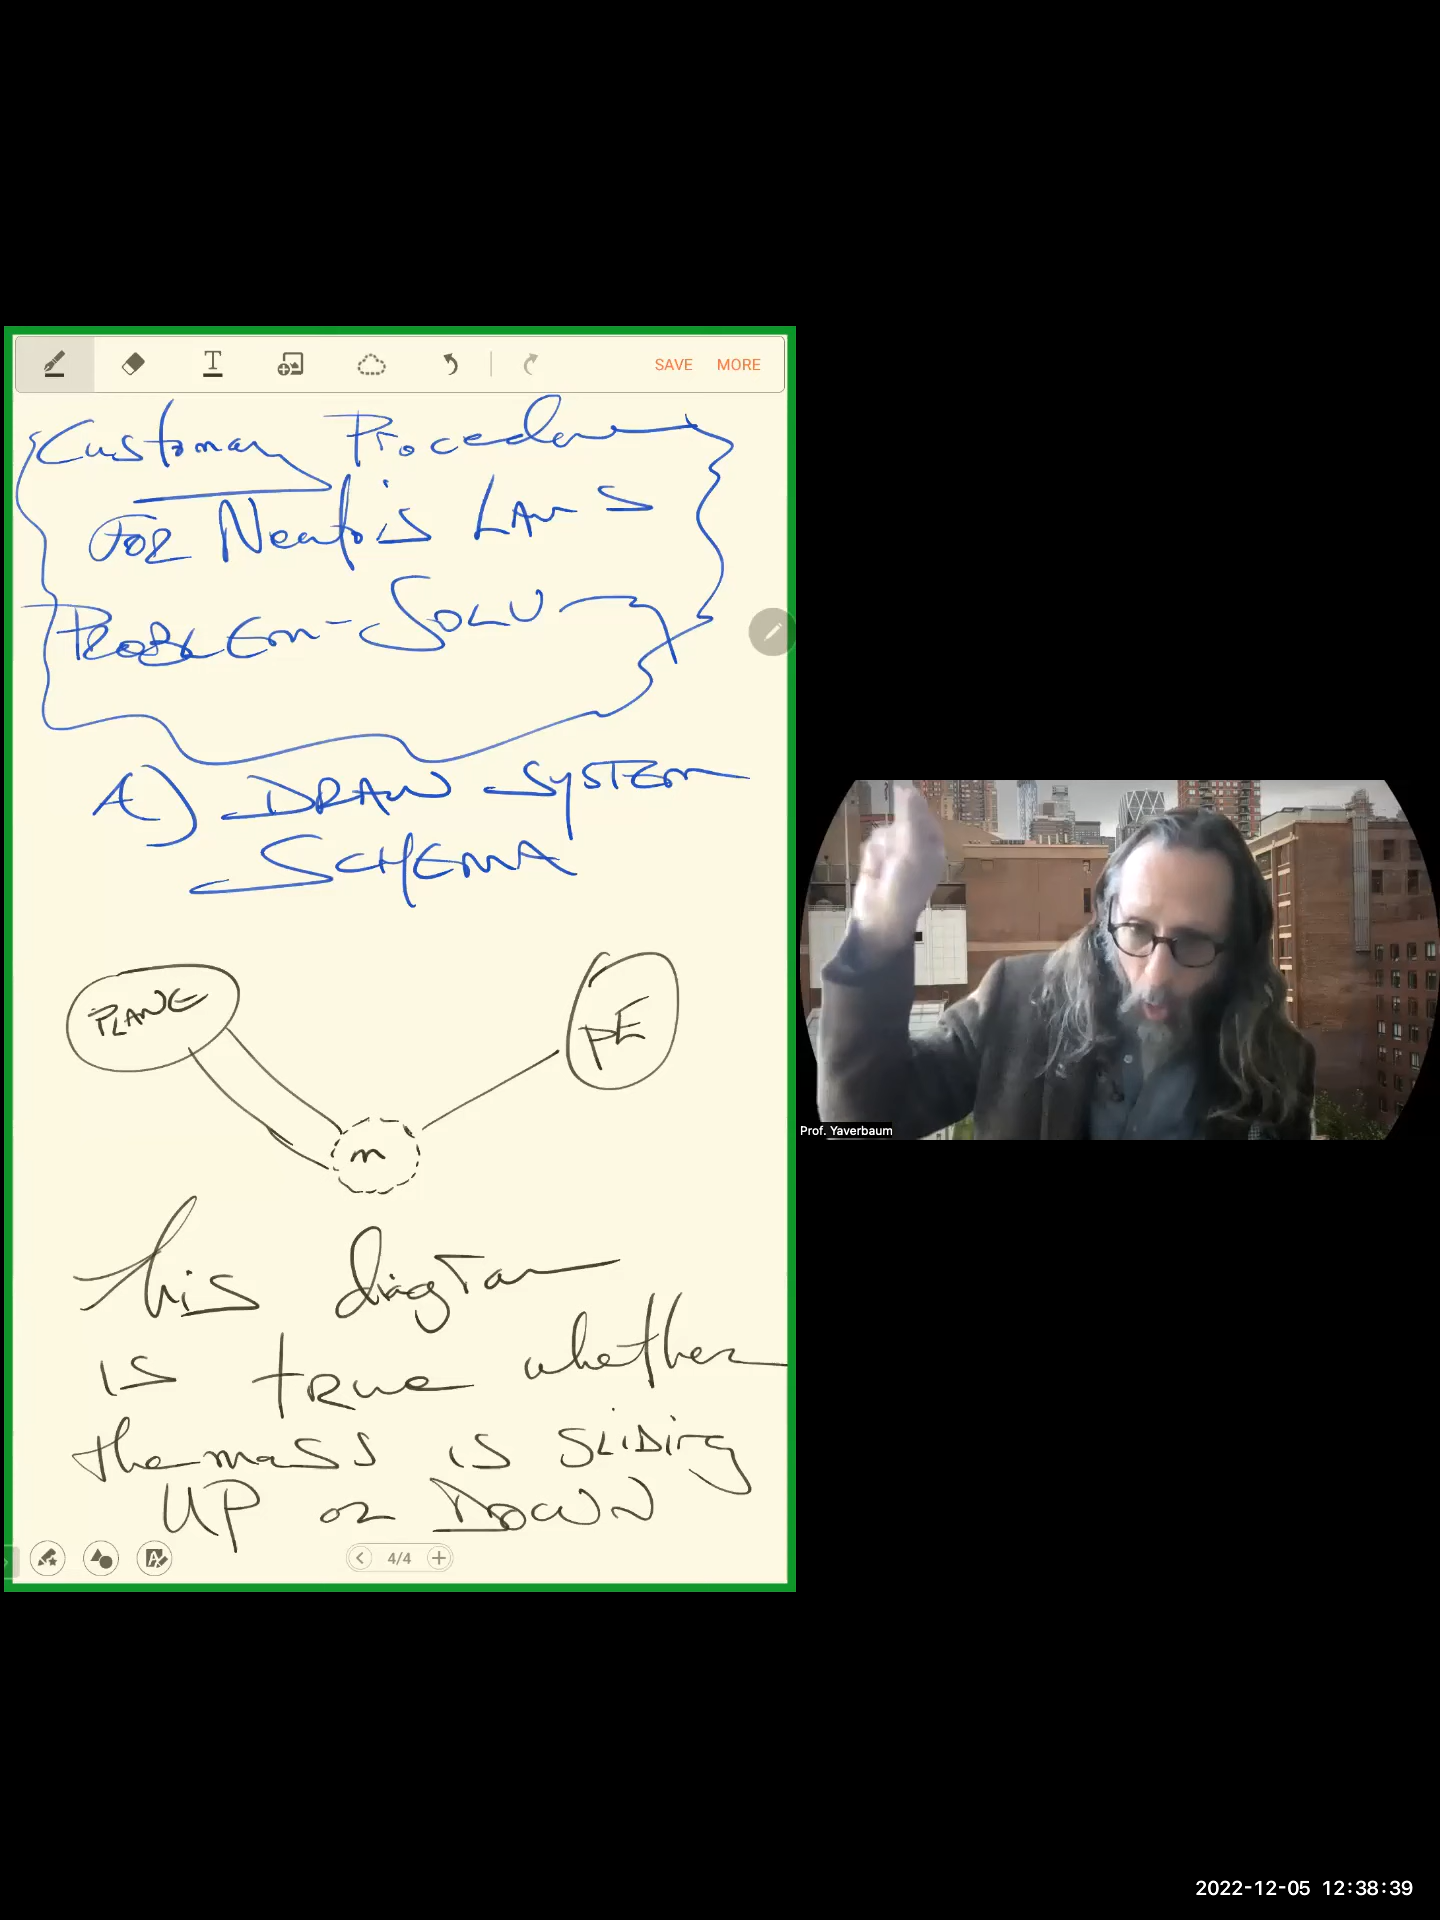 SAVE MORE
Customary Procedure
FOR Newton's LAWS
PROBLEM-SOLV
A) DRAW SYSTEM
SCHEMA
PLANE
PE
m
this diagram
is TRUE whether
the mass is SLIDING
UP or DOWN
4/4
Prof. Yaverbaum
2022-12-05 12:38:39